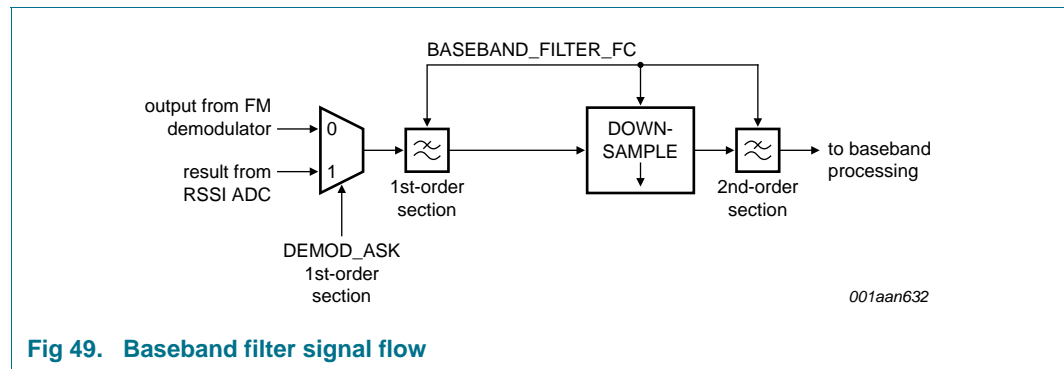 BASEBAND_FILTER_FC
output from FM
demodulator
0
result from
RSSI ADC
1
1st-order
section
DOWN-
SAMPLE
2nd-order
section
to baseband
processing
DEMOD_ASK
1st-order
section
001aan632
Fig 49. Baseband filter signal flow